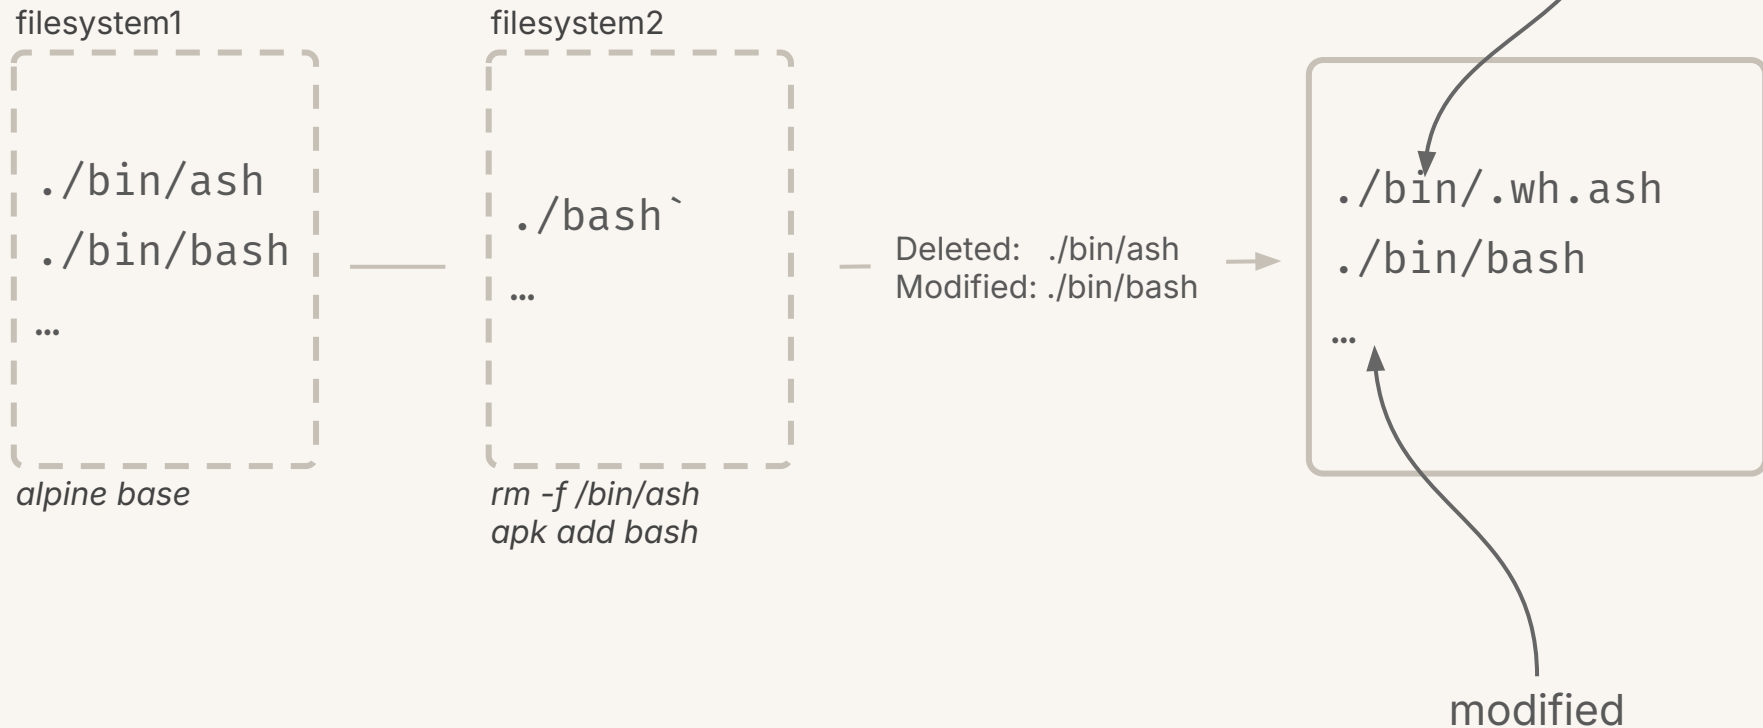 filesystem1
./bin/ash
./bin/bash
…
alpine base
filesystem2
./bash`
…
rm -f /bin/ash
apk add bash
Deleted: ./bin/ash
Modified: ./bin/bash
./bin/.wh.ash
./bin/bash
…
modified